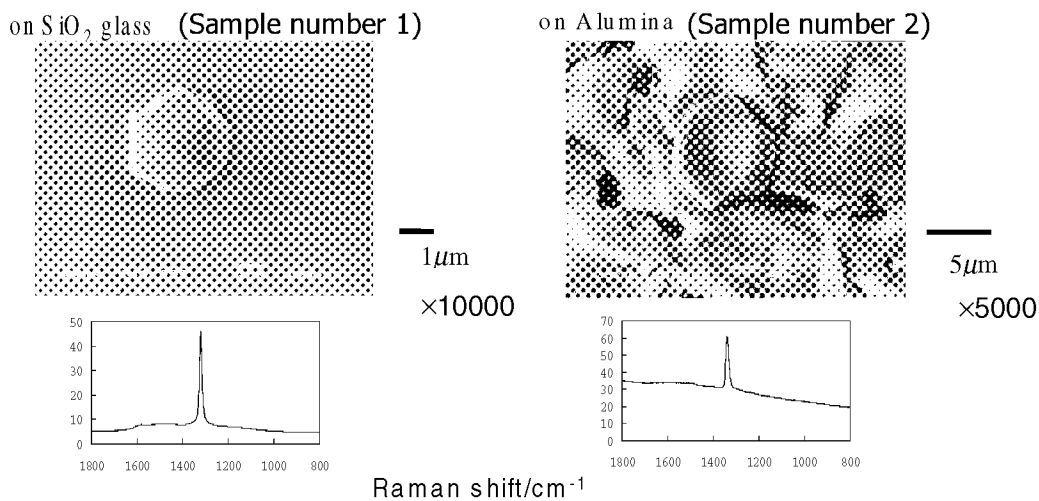 on SiO₂ glass (Sample number 1)
on Alumina (Sample number 2)
1μm
×10000
5μm
×5000
50
40
30
20
10
0
1800 1600 1400 1200 1000 800
70
60
50
40
30
20
10
0
1800 1600 1400 1200 1000 800
Raman shift/cm⁻¹